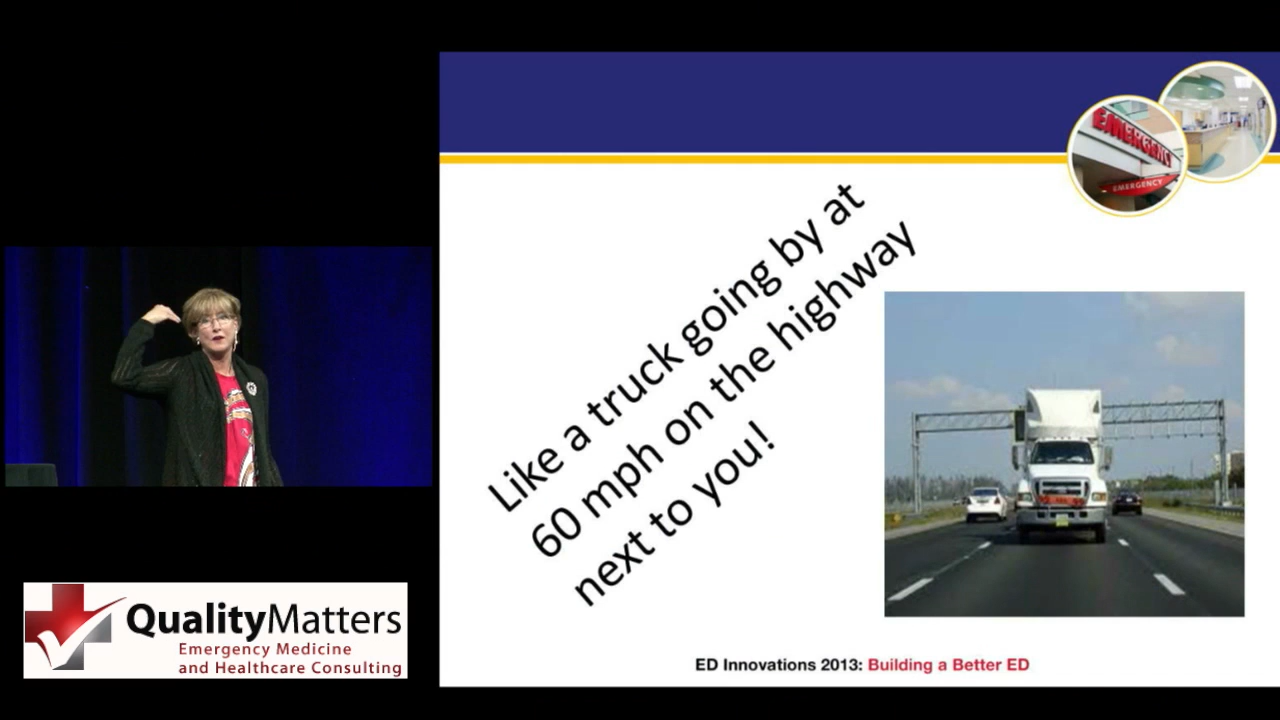 EMERGENCY
EMERGENCY
Like a truck going by at
60 mph on the highway
next to you!
QualityMatters
Emergency Medicine
and Healthcare Consulting
ED Innovations 2013: Building a Better ED